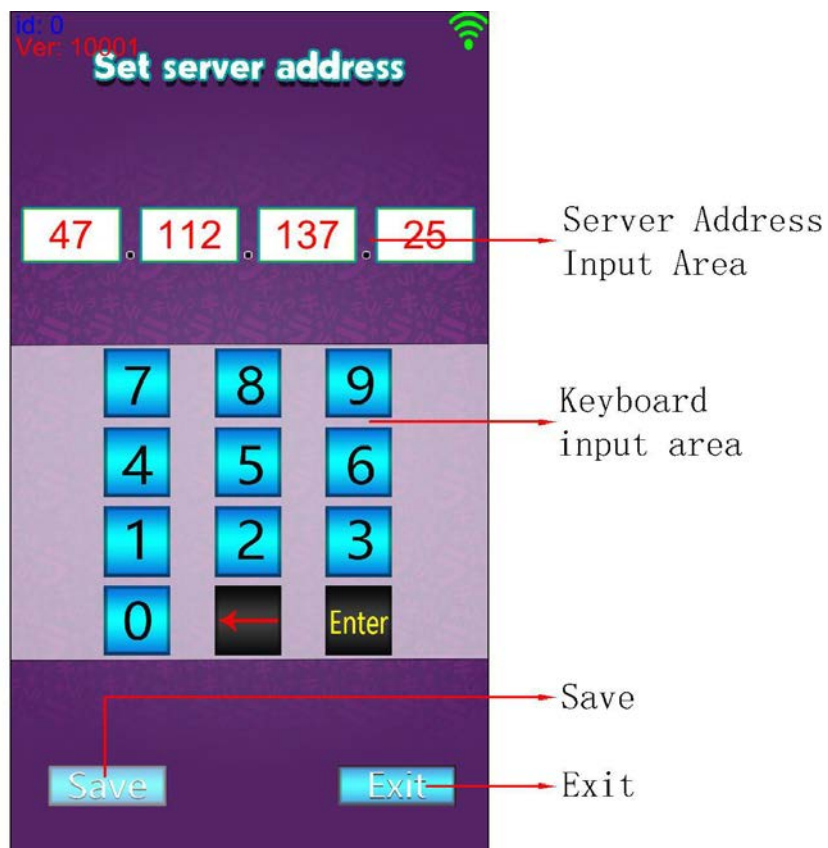 id: 0
Ver: 10001
Set server address
47 . 112 . 137 . 25
Server Address
Input Area
7 8 9
Keyboard
input area
4 5 6
1 2 3
0 ← Enter
Save
Save
Exit
Exit